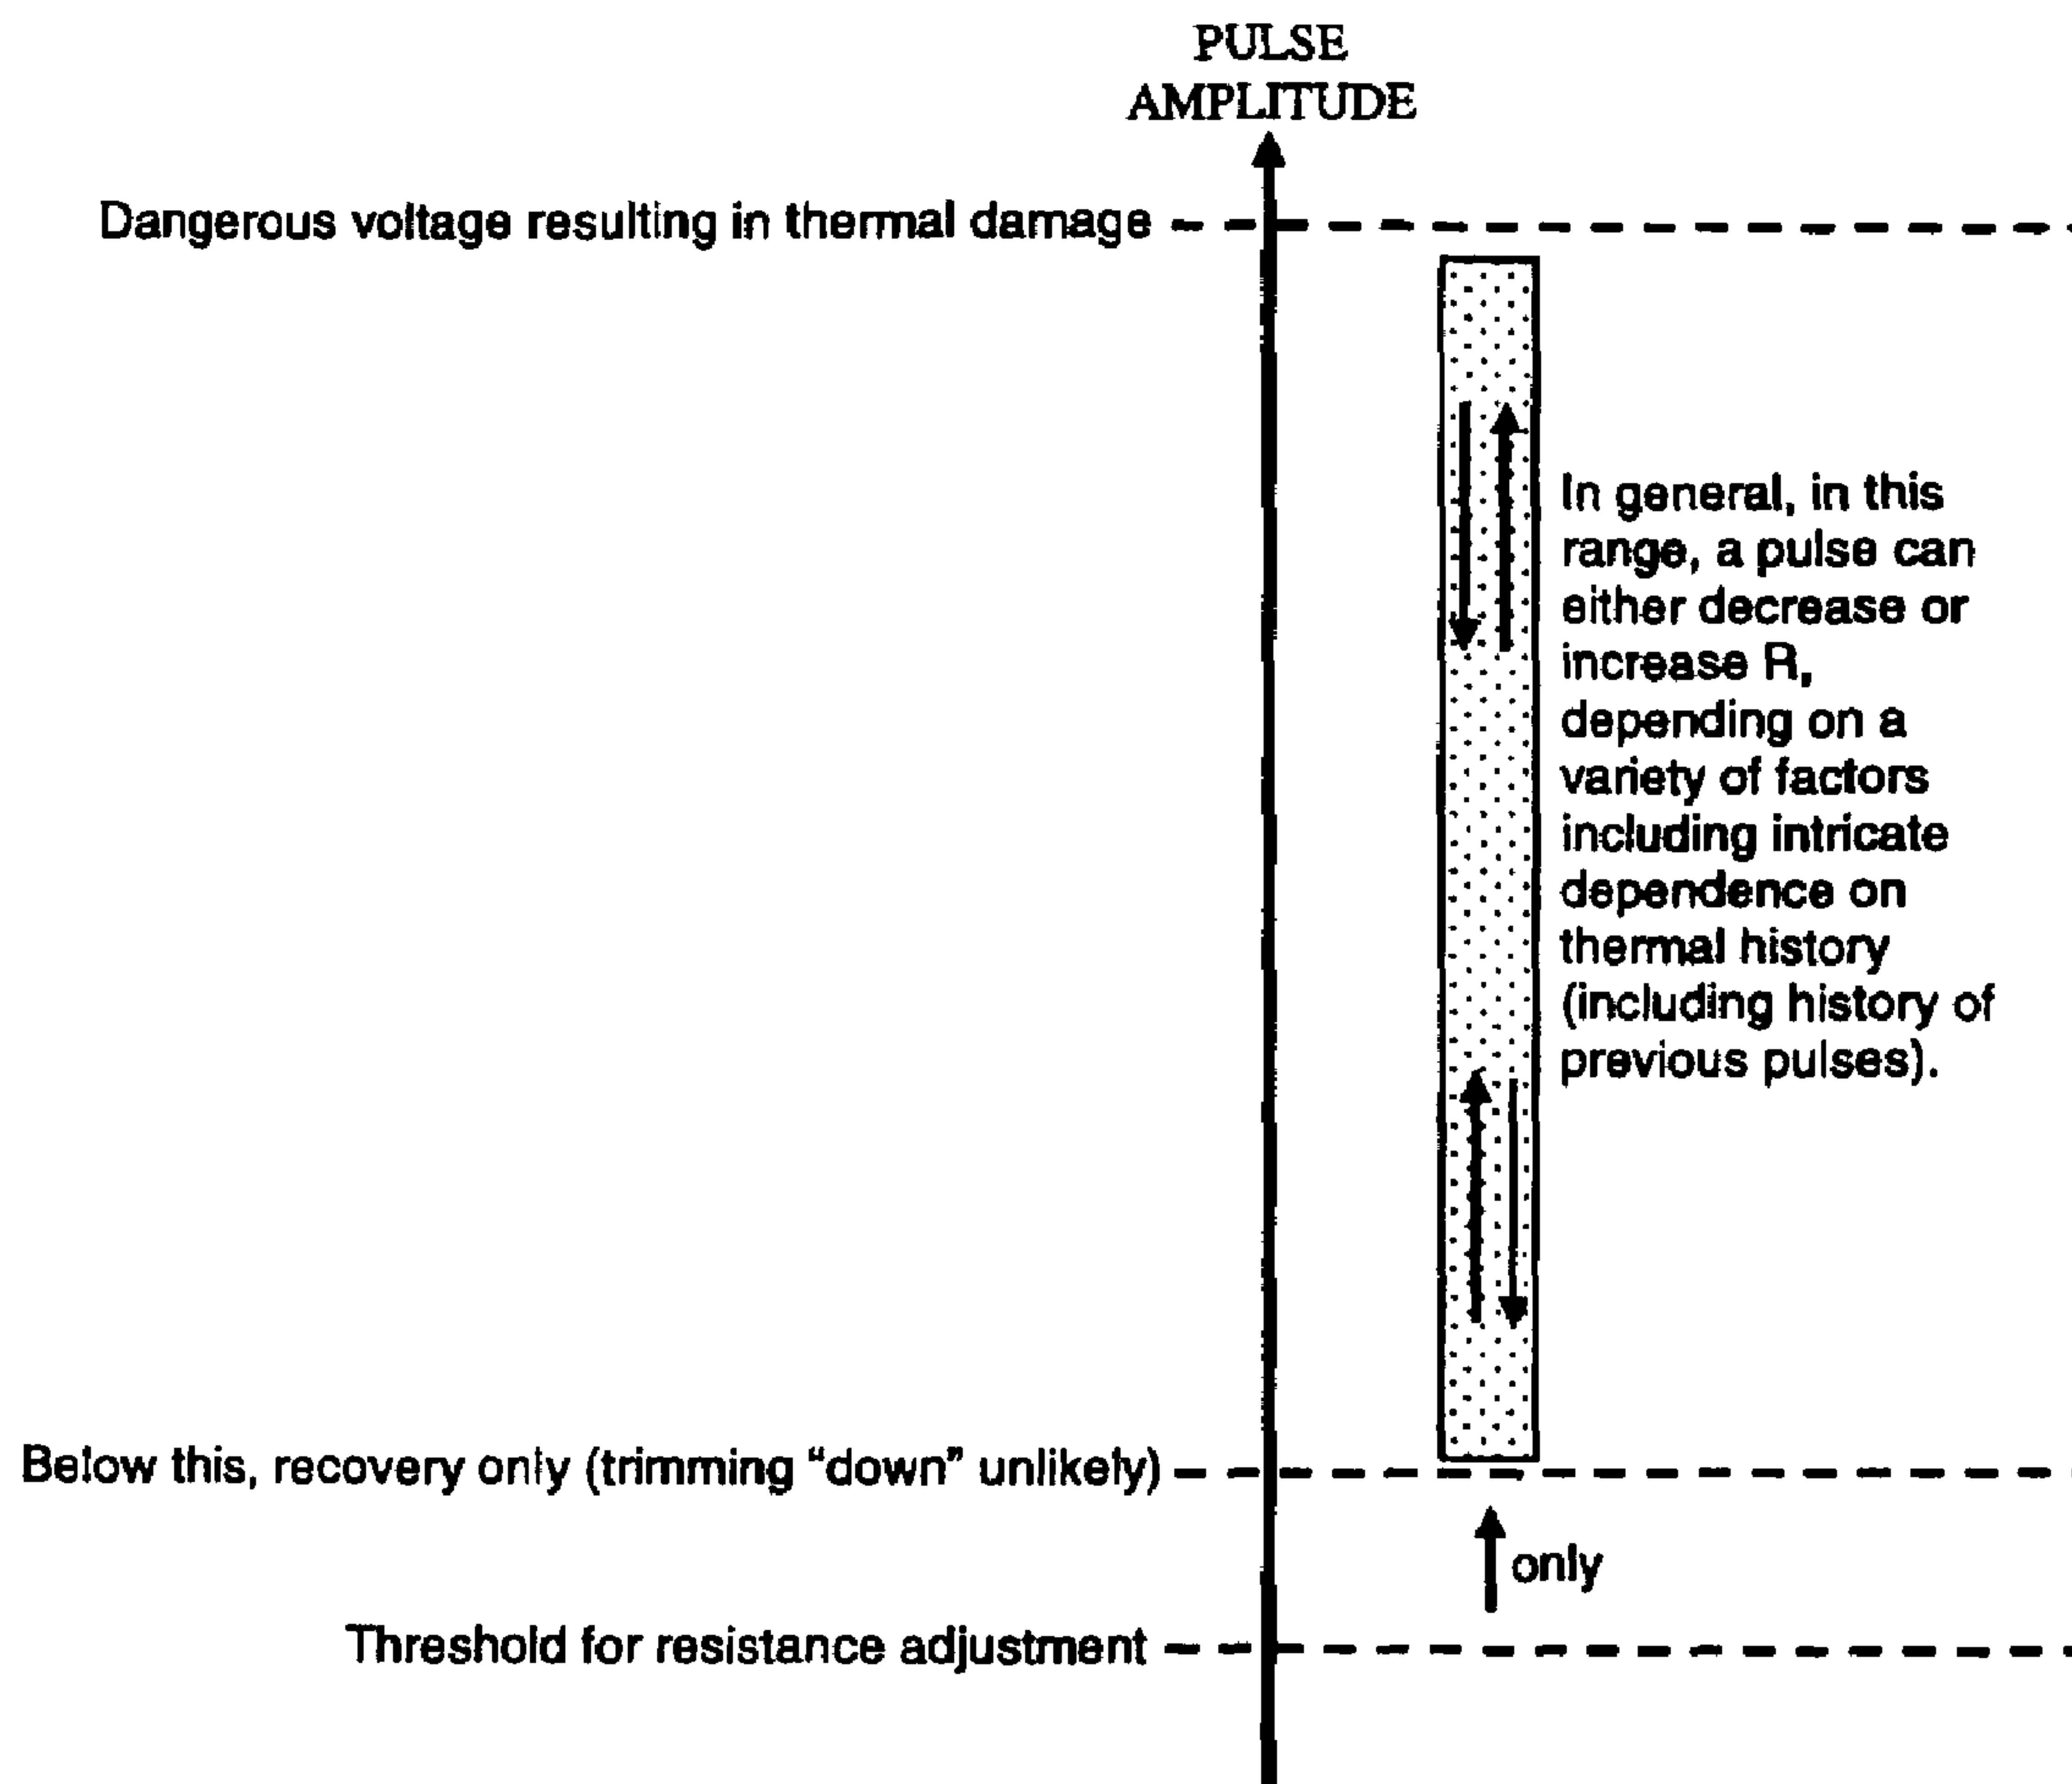 PULSE
AMPLITUDE
Dangerous voltage resulting in thermal damage
In general, in this
range, a pulse can
either decrease or
increase R,
depending on a
variety of factors
including intricate
dependence on
thermal history
(including history of
previous pulses).
Below this, recovery only (trimming “down” unlikely)
only
Threshold for resistance adjustment